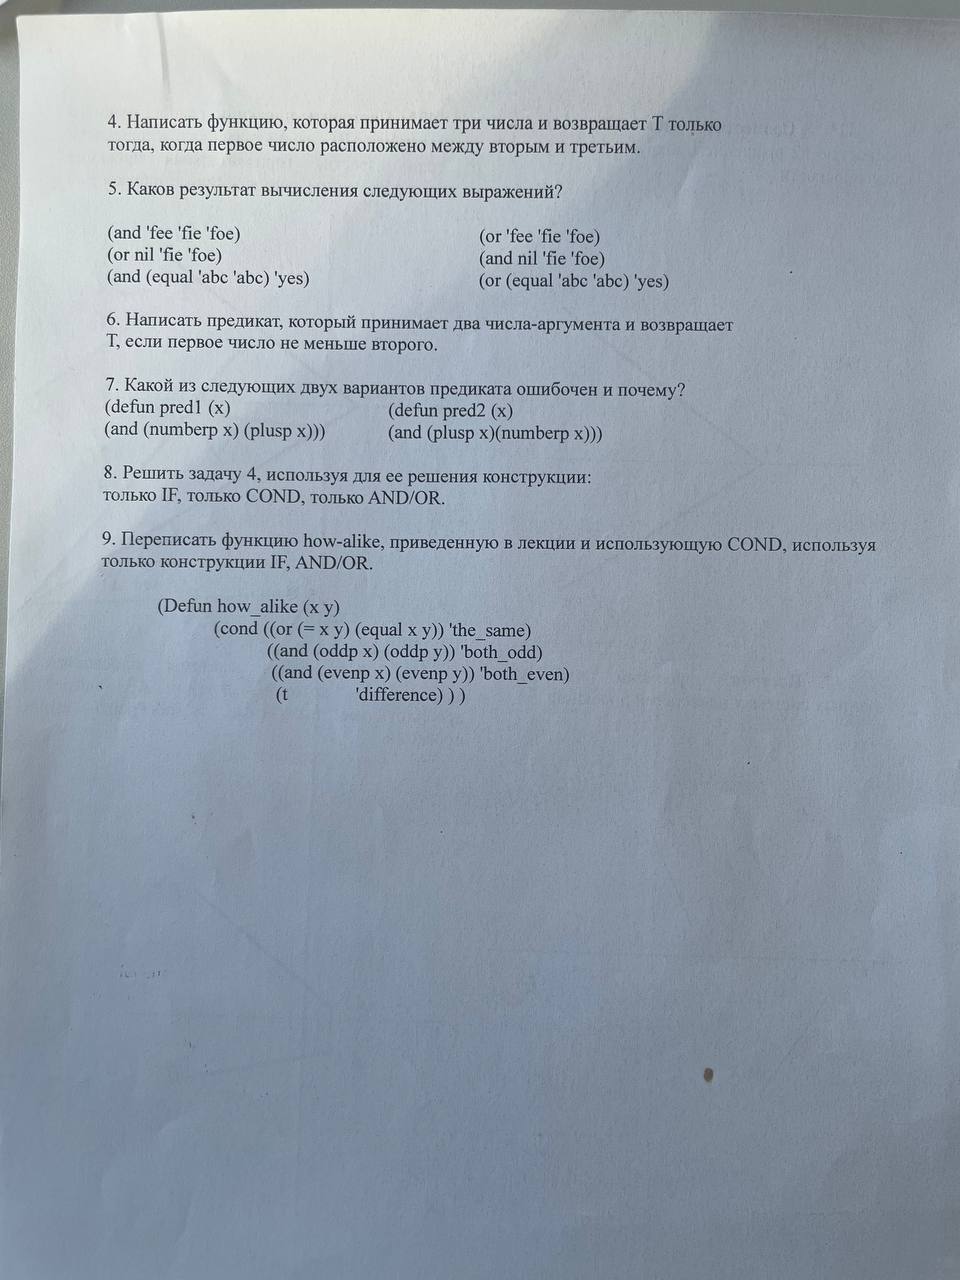 4. Написать функцию, которая принимает три числа и возвращает Т только
тогда, когда первое число расположено между вторым и третьим.
5. Каков результат вычисления следующих выражений?
(and 'fee 'fie 'foe) (or 'fee 'fie 'foe)
(or nil 'fie 'foe) (and nil 'fie 'foe)
(and (equal 'abc 'abc) 'yes) (or (equal 'abc 'abc) 'yes)
6. Написать предикат, который принимает два числа-аргумента и возвращает
Т, если первое число не меньше второго.
7. Какой из следующих двух вариантов предиката ошибочен и почему?
(defun pred1 (x) (defun pred2 (x)
(and (numberp x) (plusp x))) (and (plusp x)(numberp x)))
8. Решить задачу 4, используя для ее решения конструкции:
только IF, только COND, только AND/OR.
9. Переписать функцию how-alike, приведенную в лекции и использующую COND, используя
только конструкции IF, AND/OR.
(Defun how_alike (x y)
(cond ((or (= x y) (equal x y)) 'the_same)
((and (oddp x) (oddp y)) 'both_odd)
((and (evenp x) (evenp y)) 'both_even)
(t 'difference) ) )